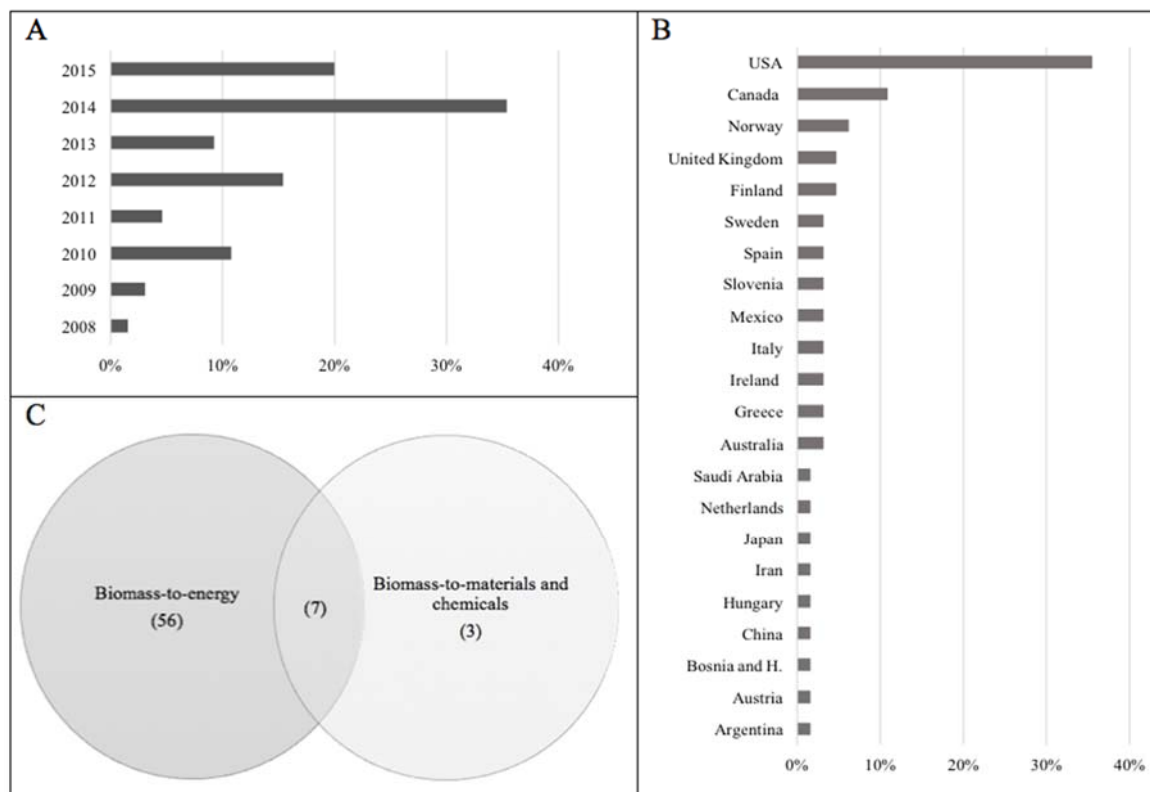 A
2015
2014
2013
2012
2011
2010
2009
2008
0% 10% 20% 30% 40%
B
USA
Canada
Norway
United Kingdom
Finland
Sweden
Spain
Slovenia
Mexico
Italy
Ireland
Greece
Australia
Saudi Arabia
Netherlands
Japan
Iran
Hungary
China
Bosnia and H.
Austria
Argentina
0% 10% 20% 30% 40%
C
Biomass-to-energy
(56)
(7)
Biomass-to-materials and
chemicals
(3)